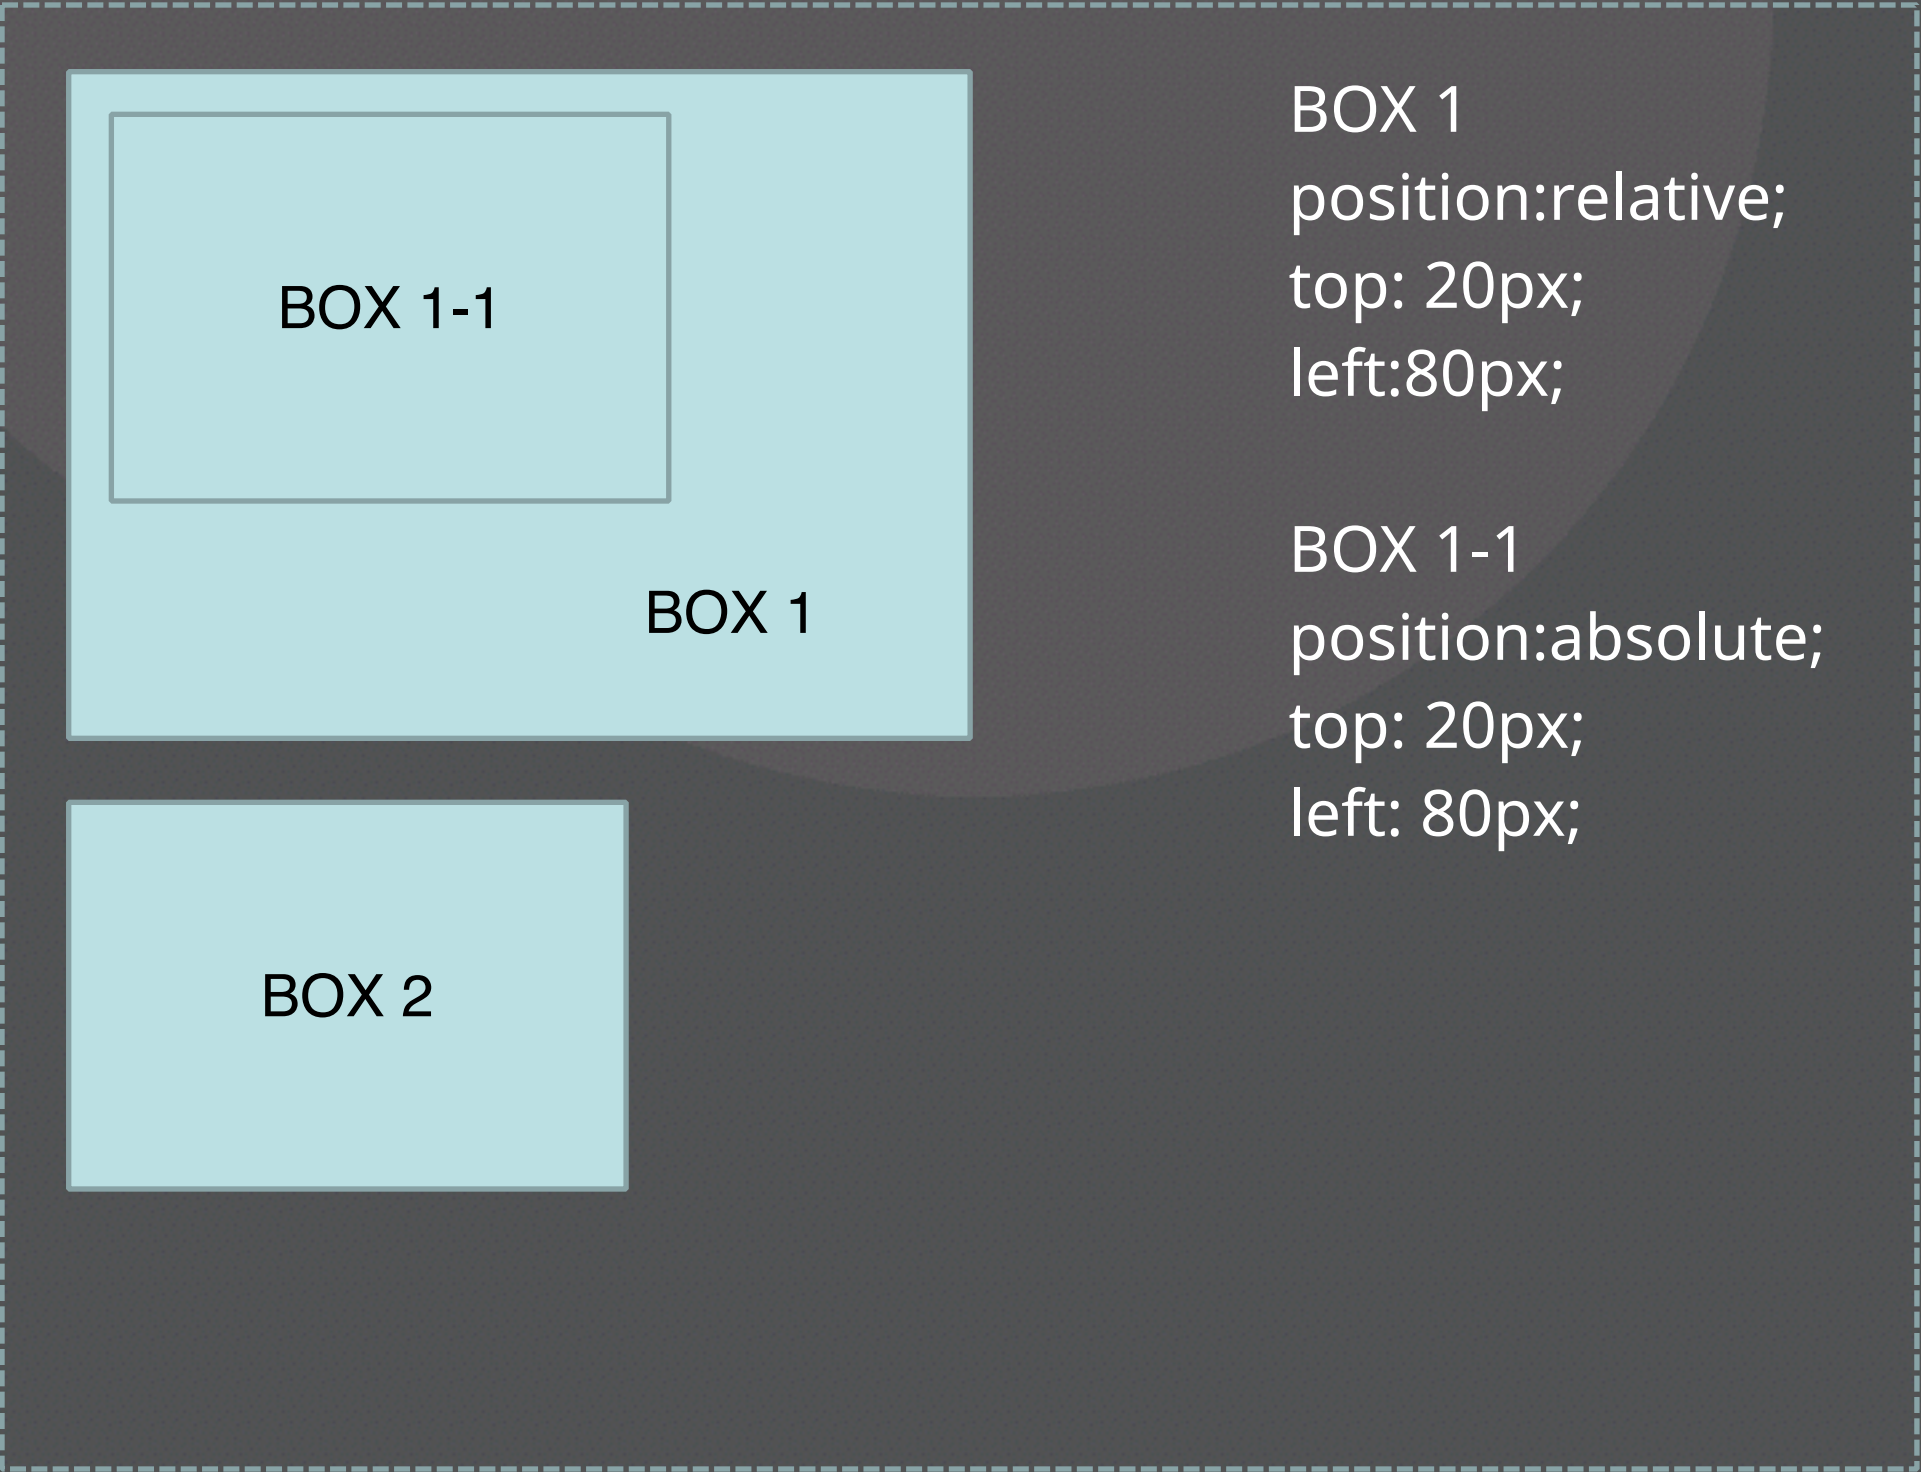 BOX 1-1
BOX 1
BOX 2
BOX 1
position:relative;
top: 20px;
left:80px;
BOX 1-1
position:absolute;
top: 20px;
left: 80px;